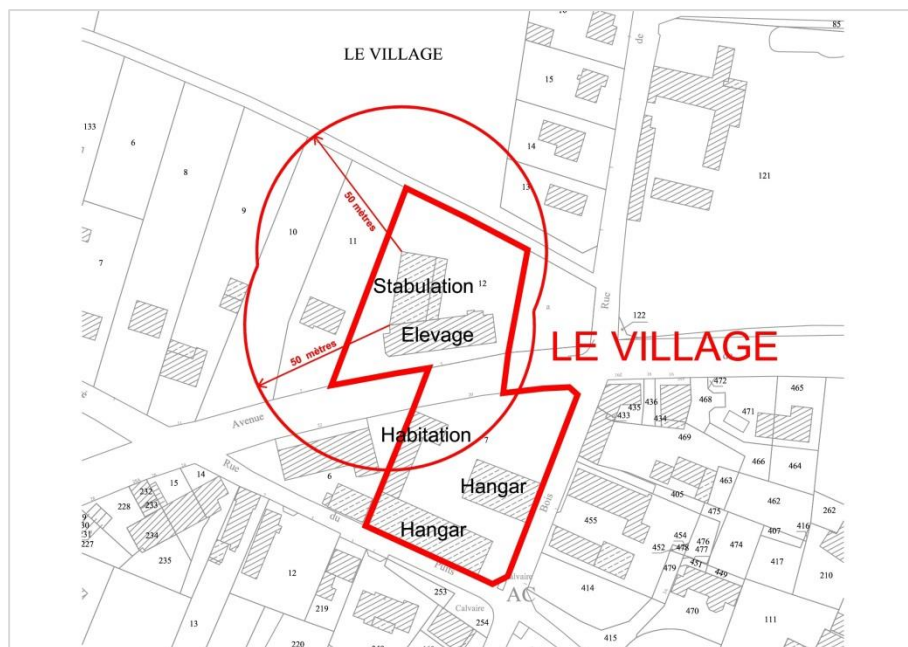 85
LE VILLAGE
de
15
133
6
8
14
121
9
13
10
50 mètres
11
7
Stabulation 12
Rue
122
Elevage
LE VILLAGE
50 mètres
472
465
435 436 468
Avenue
433 434 471
Habitation 7
469
Rue
466 464
15 14
6
463
Hangar
232
405 462
228 233
Bois
475
262
234
455 454 476 474 407 416
227
Hangar
452 478 477
235
du
451 417
Puits
479 449 210
12
Calvaire
414
253
AC
219
Calvaire
470
254
111
13
415
220